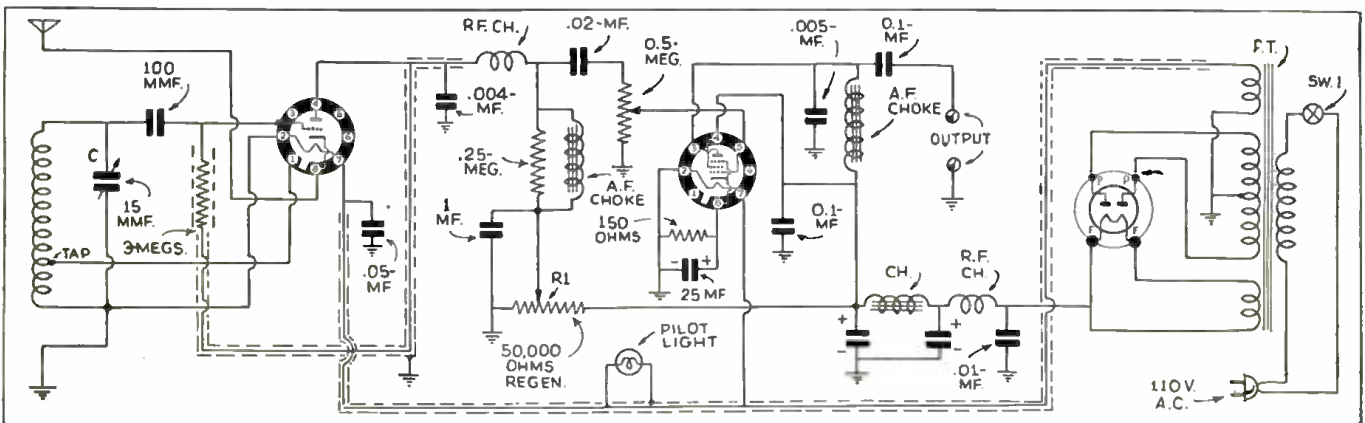 100
MMF.
C
15
MMF.
3 MEGS.
TAP
R.F. CH.
.02-MF.
0.5-
MEG.
.004-
MF.
.25-
MEG.
A.F.
CHOKE
1
MF.
.05-
MF
R1
50,000
OHMS
REGEN.
PILOT
LIGHT
150
OHMS
- +
25 MF
.005-
MF.
0.1-
MF
A.F.
CHOKE
OUTPUT
0.1-
MF
CH.
R.F.
CH.
+
-
+
-
.01-
MF.
P P
F F
P.T.
SW.1
110 V.
A.C.